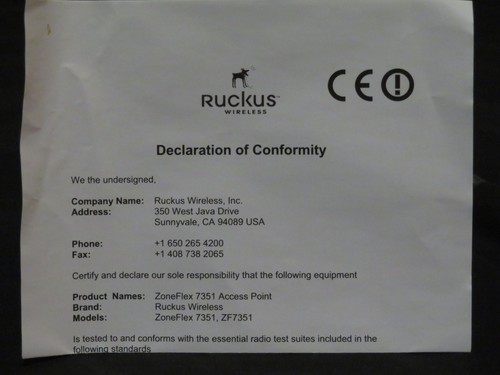 RUCKUS
WIRELESS
CE
Declaration of Conformity
We the undersigned,
Company Name: Ruckus Wireless, Inc.
Address: 350 West Java Drive
Sunnyvale, CA 94089 USA
Phone: +1 650 265 4200
Fax: +1 408 738 2065
Certify and declare our sole responsibility that the following equipment
Product Names: ZoneFlex 7351 Access Point
Brand: Ruckus Wireless
Models: ZoneFlex 7351, ZF7351
Is tested to and conforms with the essential radio test suites included in the
following standards